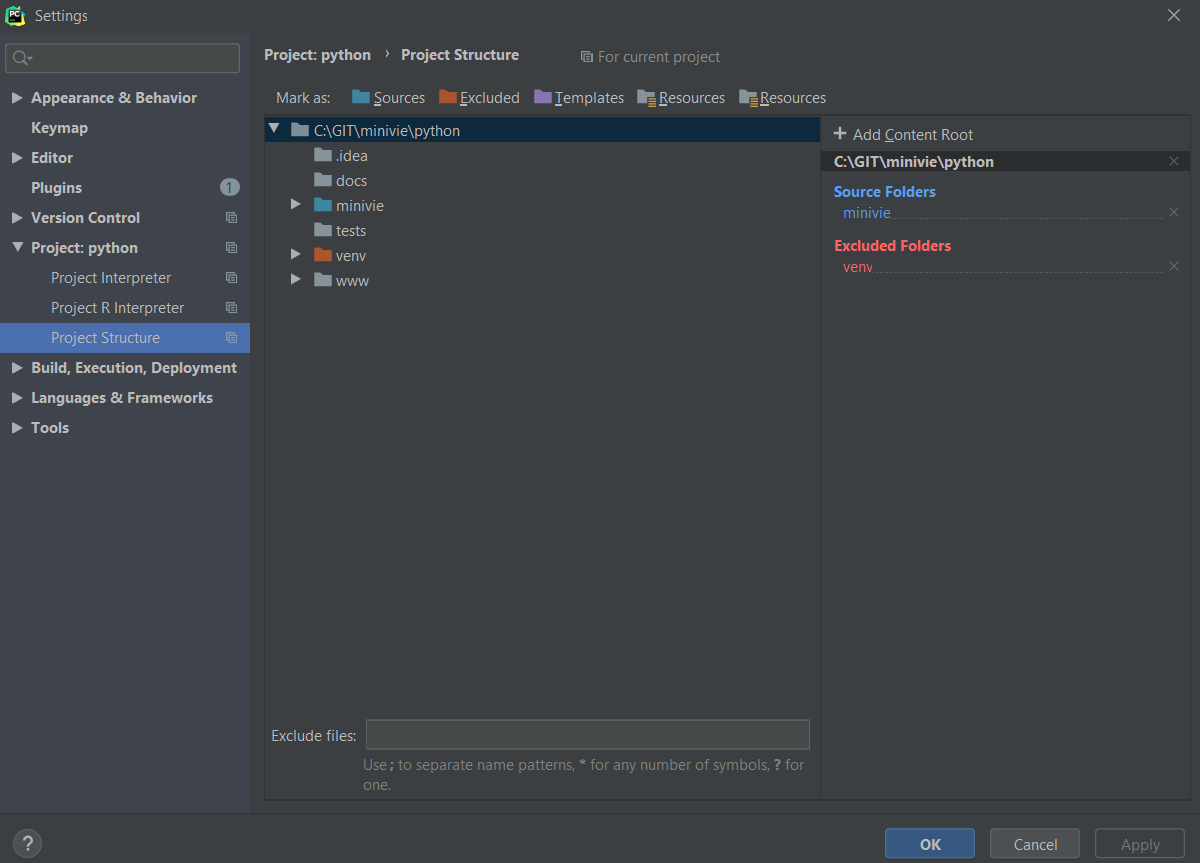 PC
Settings
Project: python › Project Structure
For current project
Appearance & Behavior
Keymap
Editor
Plugins 1
Version Control
Project: python
Project Interpreter
Project R Interpreter
Project Structure
Build, Execution, Deployment
Languages & Frameworks
Tools
Mark as: Sources Excluded Templates Resources Resources
C:\GIT\minivie\python
.idea
docs
minivie
tests
venv
www
Exclude files:
Use ; to separate name patterns, * for any number of symbols, ? for
one.
+ Add Content Root
C:\GIT\minivie\python
Source Folders
minivie
Excluded Folders
venv
?
OK Cancel Apply